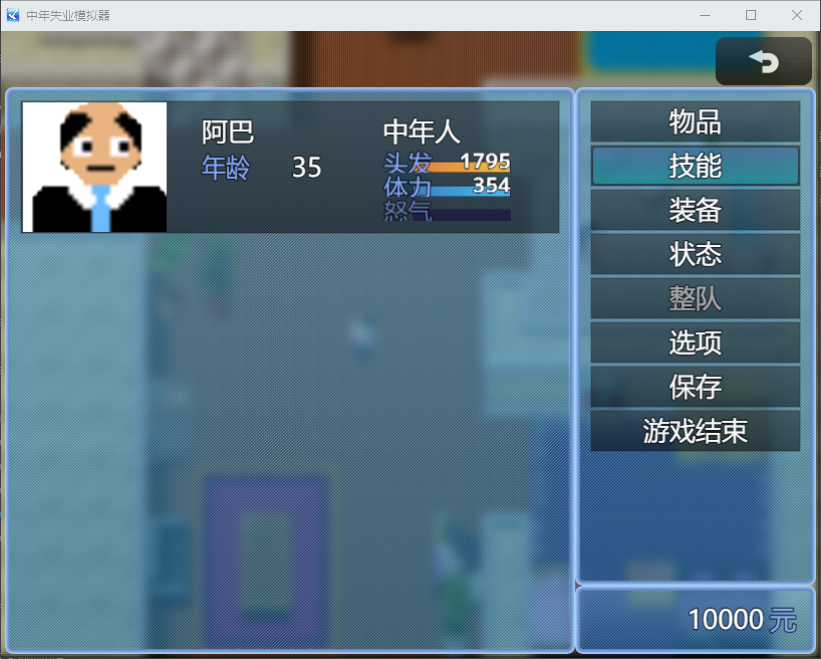 中年失业模拟器
阿巴
中年人
年龄 35
头发 1795
体力 354
怒气
物品
技能
装备
状态
整队
选项
保存
游戏结束
10000 元